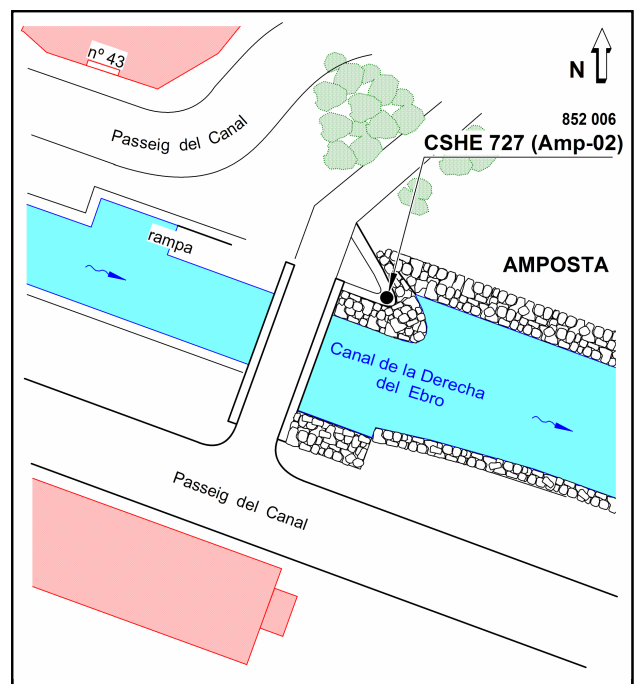 nº 43
N
852 006
CSHE 727 (Amp-02)
Passeig del Canal
rampa
AMPOSTA
Canal de la Derecha
del Ebro
Passeig del Canal